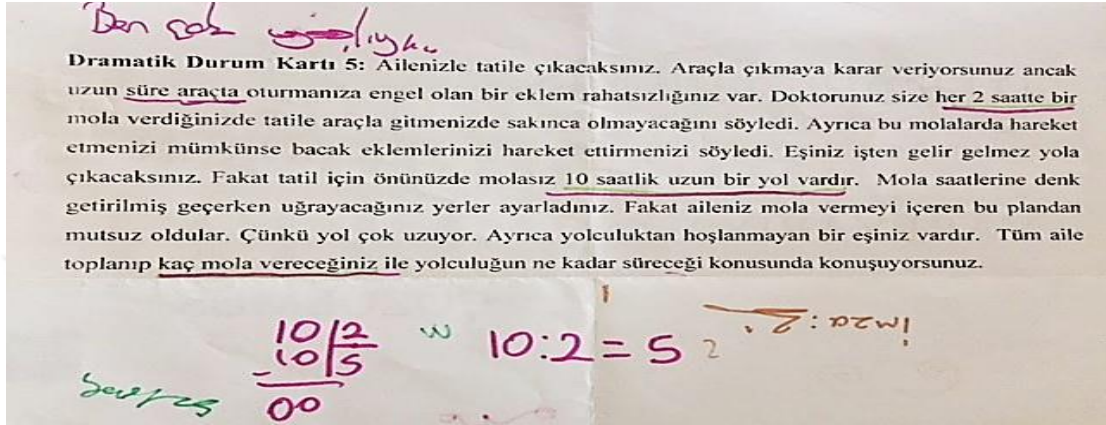 Ben çok
Dramatik Durum Kartı 5: Ailenizle tatile çıkacaksınız. Araçla çıkmaya karar veriyorsunuz ancak
uzun süre araçta oturmanıza engel olan bir eklem rahatsızlığınız var. Doktorunuz size her 2 saatte bir
mola verdiğinizde tatile araçla gitmenizde sakınca olmayacağını söyledi. Ayrıca bu molalarda hareket
etmenizi mümkünse bacak eklemlerinizi hareket ettirmenizi söyledi. Eşiniz işten gelir gelmez yola
çıkacaksınız. Fakat tatil için önünüzde molasız 10 saatlik uzun bir yol vardır. Mola saatlerine denk
getirilmiş geçerken uğrayacağınız yerler ayarladınız. Fakat aileniz mola vermeyi içeren bu plandan
mutsuz oldular. Çünkü yol çok uzuyor. Ayrıca yolculuktan hoşlanmayan bir eşiniz vardır. Tüm aile
toplanıp kaç mola vereceğiniz ile yolculuğun ne kadar süreceği konusunda konuşuyorsunuz.
10 2
- 10 5
00
10:2=5
imza: